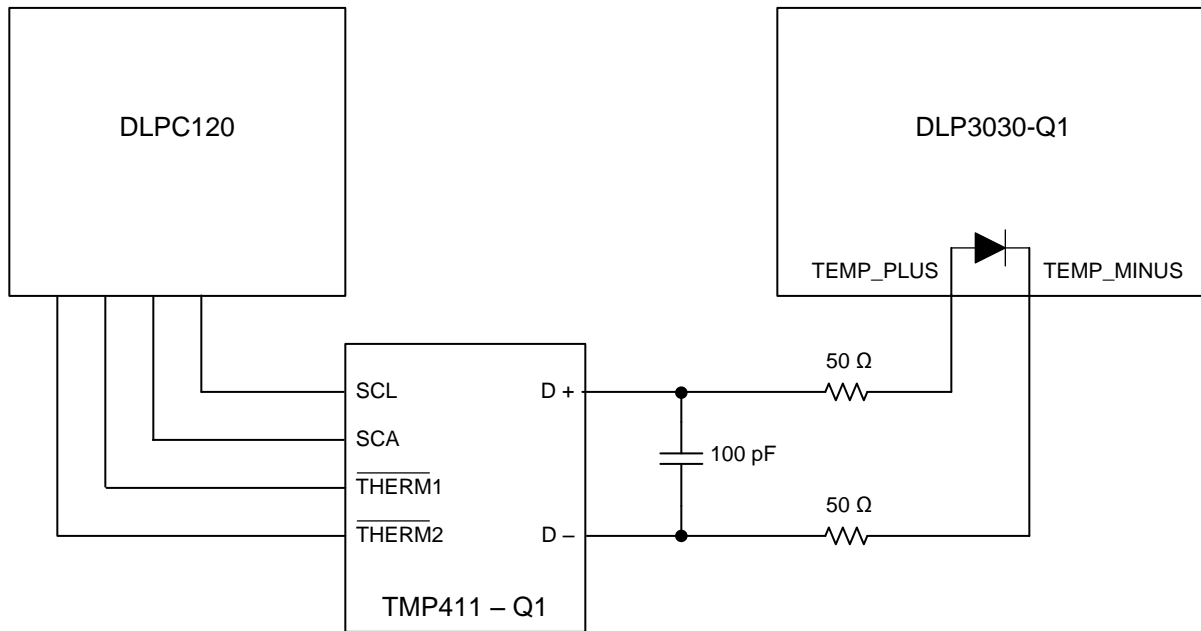 DLPC120
DLP3030-Q1
TEMP_PLUS
TEMP_MINUS
50 Ω
SCL
D +
SCA
100 pF
THERM1
50 Ω
THERM2
D –
TMP411 – Q1